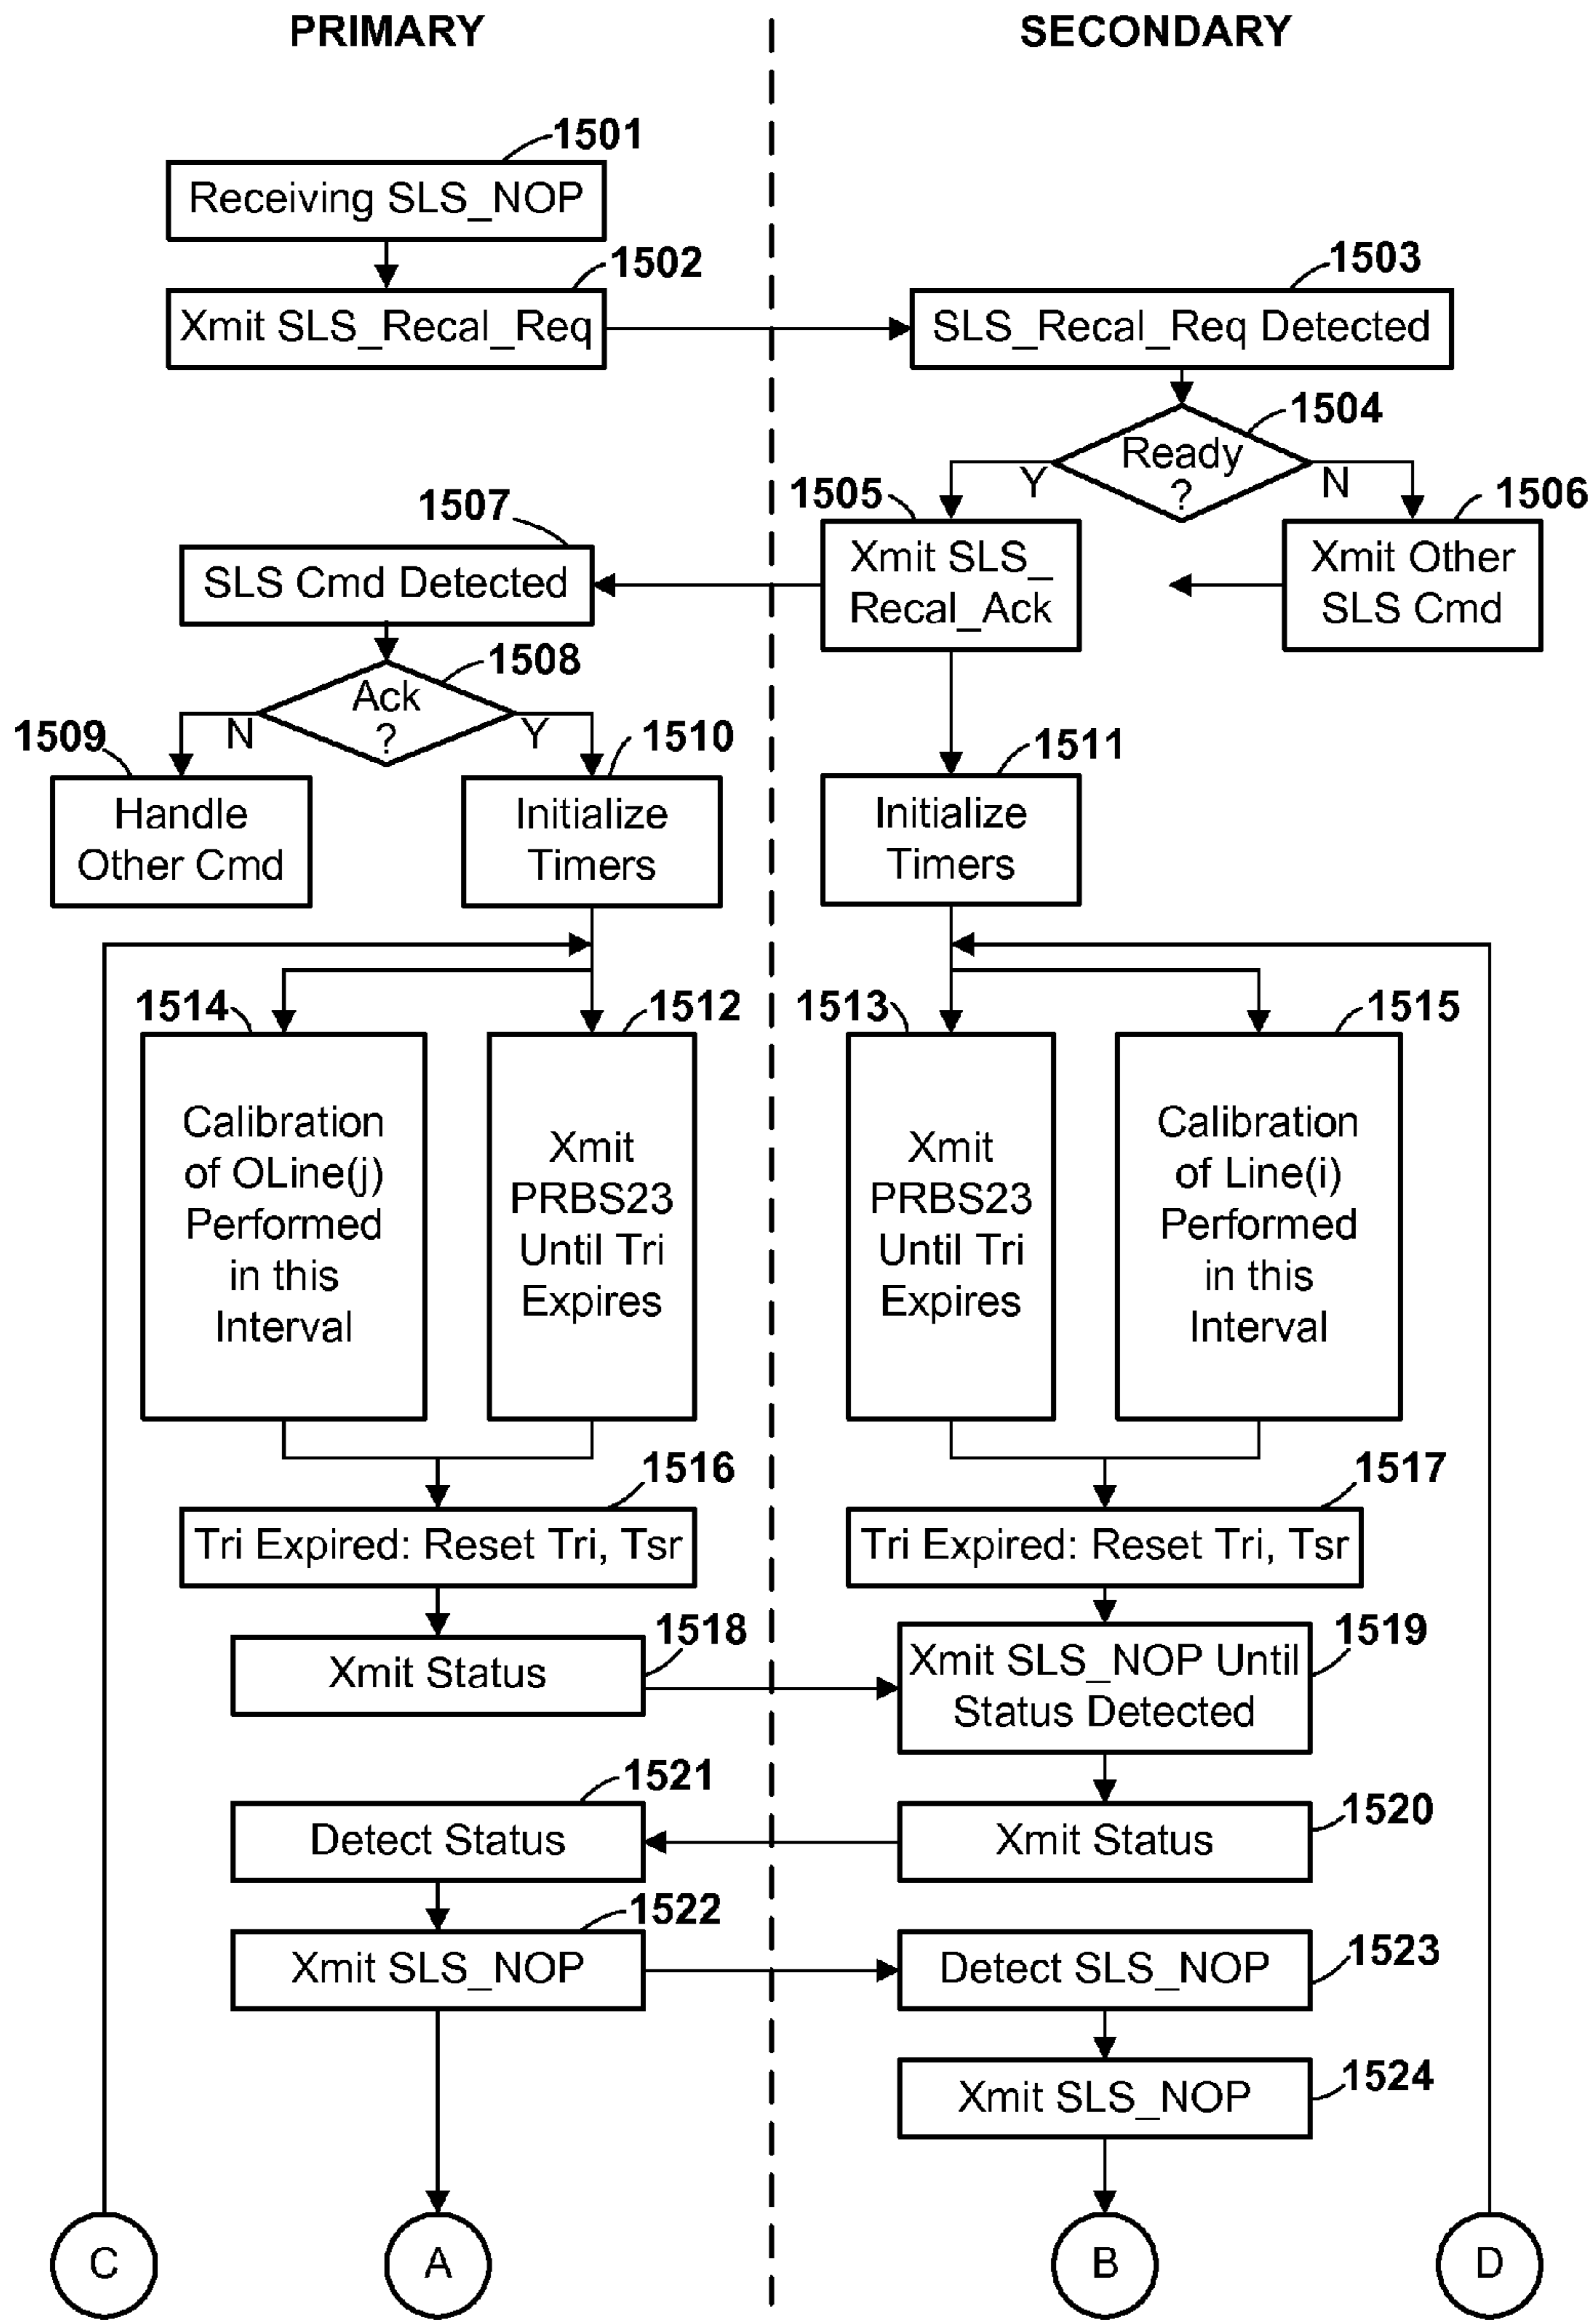 PRIMARY
SECONDARY
1501
Receiving SLS_NOP
1502
Xmit SLS_Recal_Req
1503
SLS_Recal_Req Detected
1504
Ready
?
Y
N
1505
Xmit SLS_
Recal_Ack
1506
Xmit Other
SLS Cmd
1507
SLS Cmd Detected
1508
Ack
?
N
Y
1509
Handle
Other Cmd
1510
Initialize
Timers
1511
Initialize
Timers
1514
Calibration
of OLine(j)
Performed
in this
Interval
1512
Xmit
PRBS23
Until Tri
Expires
1513
Xmit
PRBS23
Until Tri
Expires
1515
Calibration
of Line(i)
Performed
in this
Interval
1516
Tri Expired: Reset Tri, Tsr
1517
Tri Expired: Reset Tri, Tsr
1518
Xmit Status
1519
Xmit SLS_NOP Until
Status Detected
1521
Detect Status
1520
Xmit Status
1522
Xmit SLS_NOP
1523
Detect SLS_NOP
1524
Xmit SLS_NOP
C
A
B
D